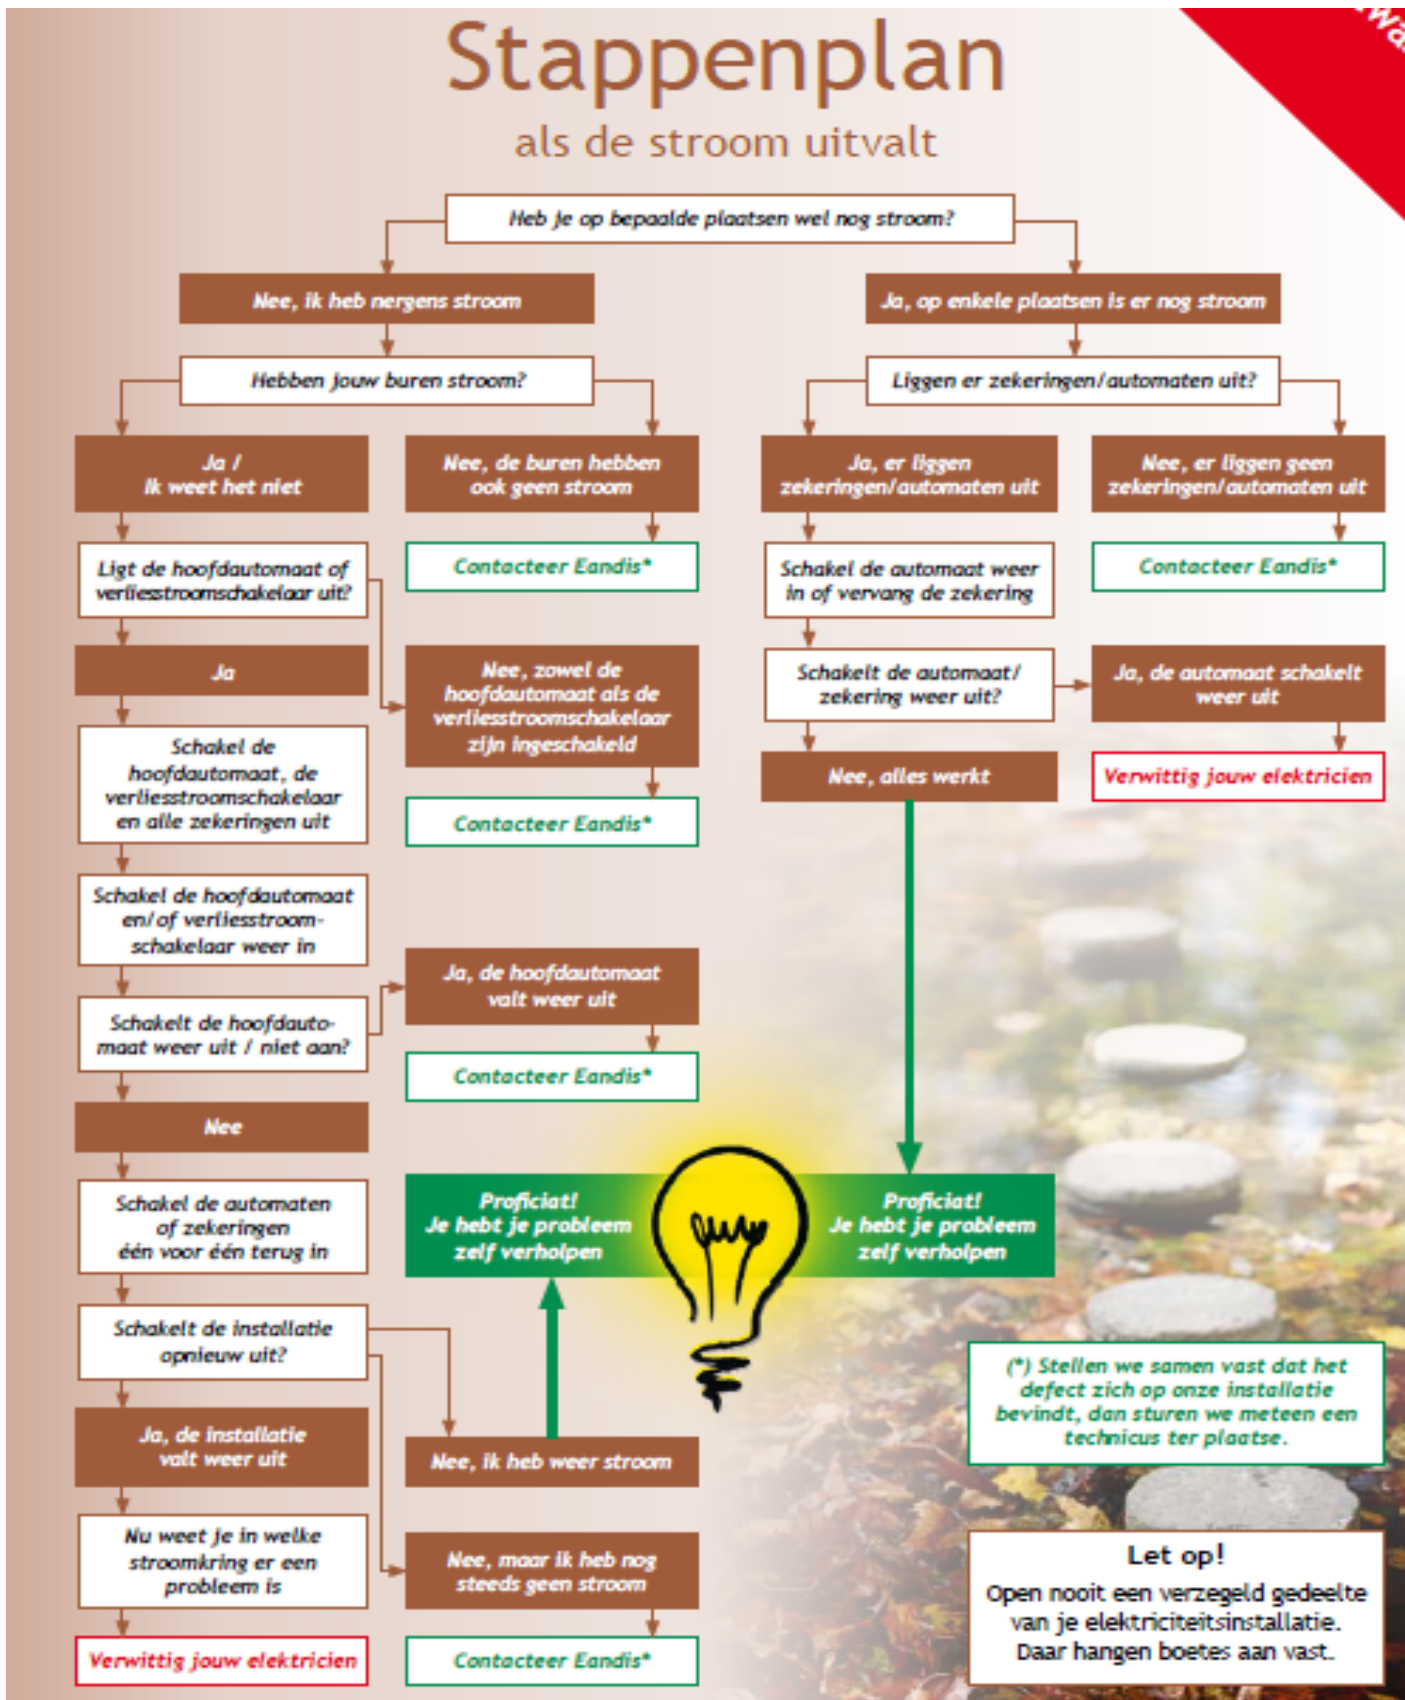 Stappenplan
als de stroom uitvalt
Heb je op bepaalde plaatsen wel nog stroom?
Nee, ik heb nergens stroom
Ja, op enkele plaatsen is er nog stroom
Hebben jouw buren stroom?
Liggen er zekeringen/automaten uit?
Ja /
Ik weet het niet
Nee, de buren hebben
ook geen stroom
Ja, er liggen
zekeringen/automaten uit
Nee, er liggen geen
zekeringen/automaten uit
Ligt de hoofdautomaat of
verliesstroomschakelaar uit?
Contacteer Eandis*
Schakel de automaat weer
in of vervang de zekering
Contacteer Eandis*
Ja
Nee, zowel de
hoofdautomaat als de
verliesstroomschakelaar
zijn ingeschakeld
Schakelt de automaat/
zekering weer uit?
Ja, de automaat schakelt
weer uit
Schakel de
hoofdautomaat, de
verliesstroomschakelaar
en alle zekeringen uit
Contacteer Eandis*
Nee, alles werkt
Verwittig jouw elektricien
Schakel de hoofdautomaat
en/of verliesstroom-
schakelaar weer in
Schakelt de hoofdauto-
maat weer uit / niet aan?
Ja, de hoofdautomaat
valt weer uit
Contacteer Eandis*
Nee
Schakel de automaten
of zekeringen
één voor één terug in
Proficiat!
Je hebt je probleem
zelf verholpen
Proficiat!
Je hebt je probleem
zelf verholpen
Schakelt de installatie
opnieuw uit?
Ja, de installatie
valt weer uit
Nee, ik heb weer stroom
Nu weet je in welke
stroomkring er een
probleem is
Nee, maar ik heb nog
steeds geen stroom
Verwittig jouw elektricien
Contacteer Eandis*
(*) Stellen we samen vast dat het
defect zich op onze installatie
bevindt, dan sturen we meteen een
technicus ter plaatse.
Let op!
Open nooit een verzegeld gedeelte
van je elektriciteitsinstallatie.
Daar hangen boetes aan vast.